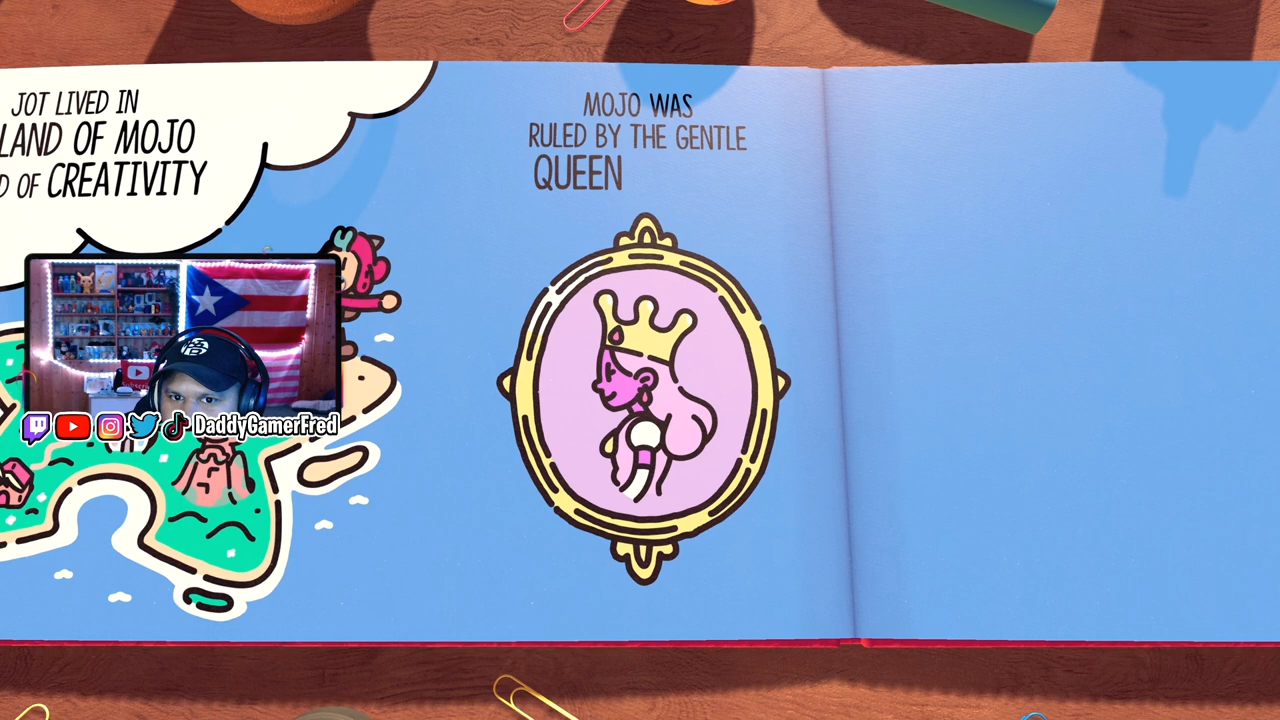 JOT LIVED IN
LAND OF MOJO
D OF CREATIVITY
MOJO WAS
RULED BY THE GENTLE
QUEEN
DaddyGamerFred